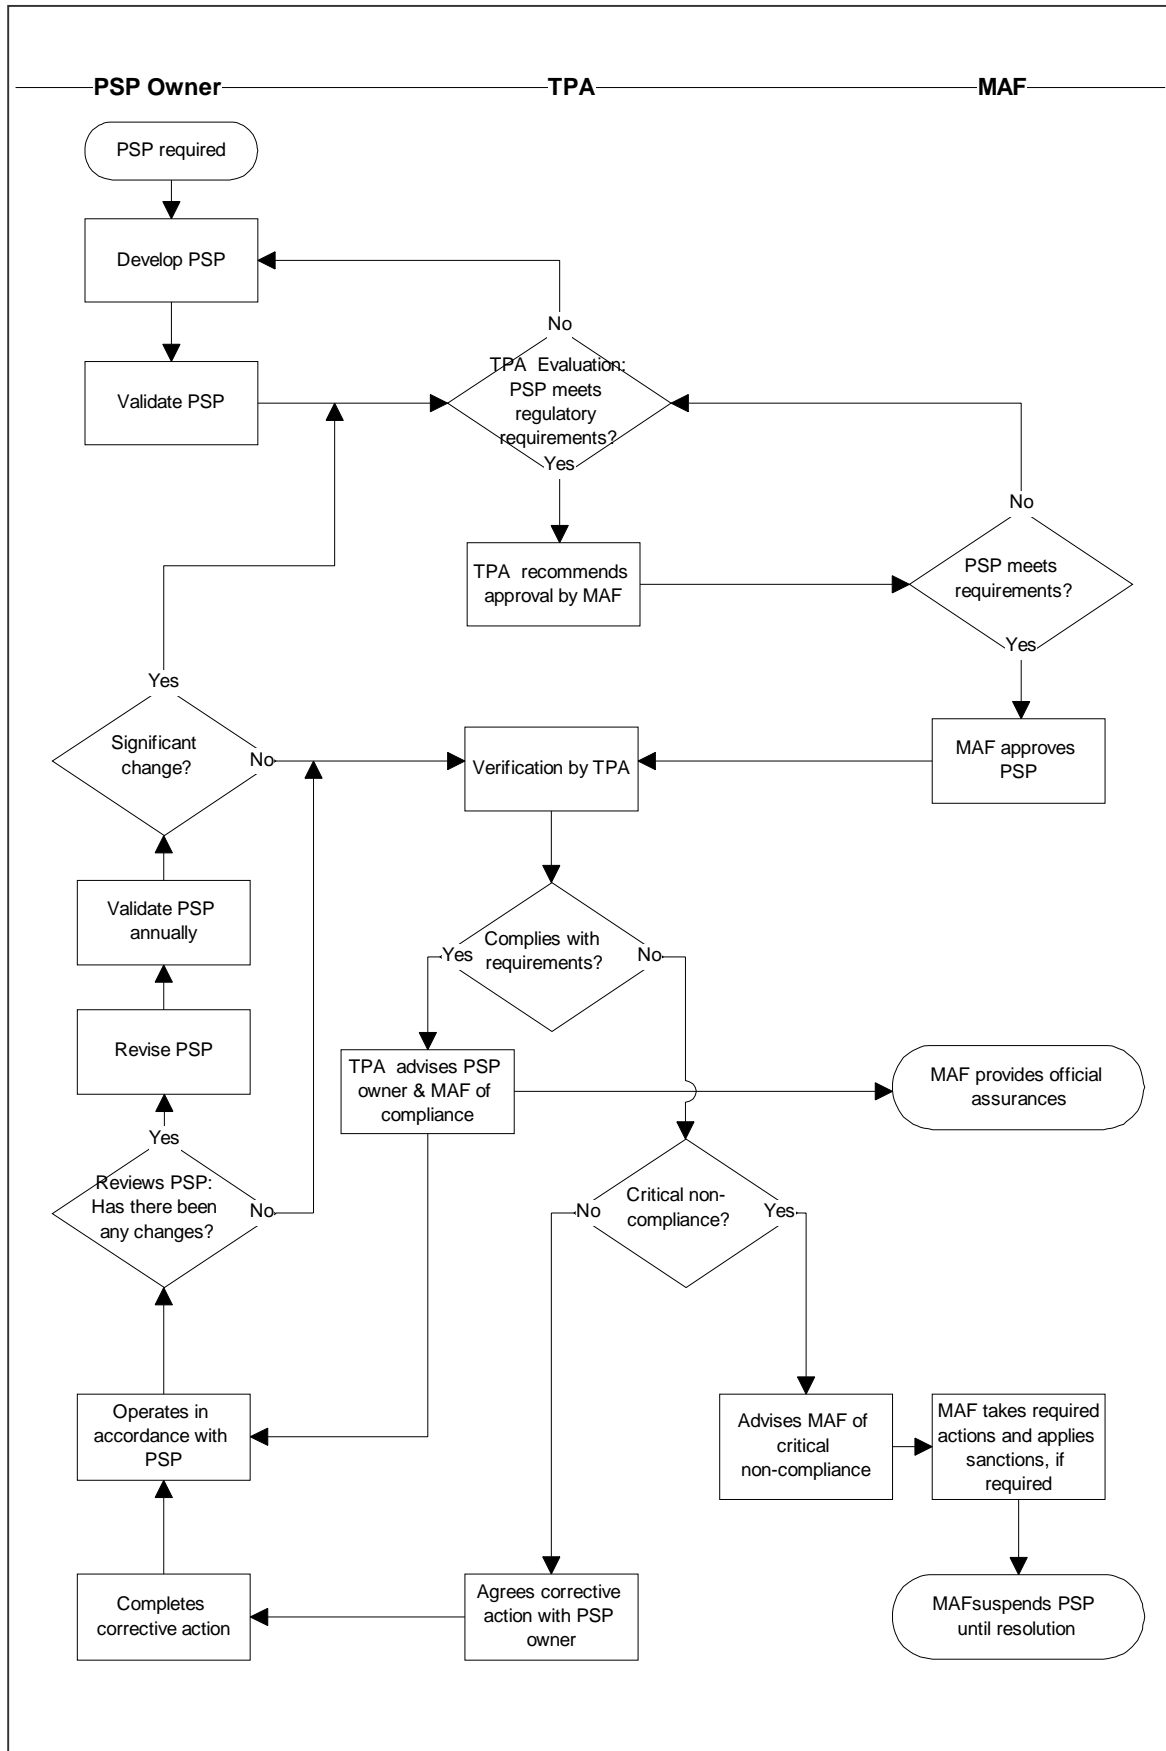 PSP Owner
TPA
MAF
PSP required
Develop PSP
No
TPA Evaluation:
PSP meets
regulatory
requirements?
Validate PSP
Yes
No
TPA recommends
approval by MAF
PSP meets
requirements?
Yes
Yes
Significant
change?
No
Verification by TPA
MAF approves
PSP
Validate PSP
annually
Complies with
requirements?
Yes
No
Revise PSP
TPA advises PSP
owner & MAF of
compliance
MAF provides official
assurances
Yes
Reviews PSP:
Has there been
any changes?
No
Critical non-
compliance?
No
Yes
Operates in
accordance with
PSP
Advises MAF of
critical
non-compliance
MAF takes required
actions and applies
sanctions, if
required
Completes
corrective action
Agrees corrective
action with PSP
owner
MAFsuspends PSP
until resolution